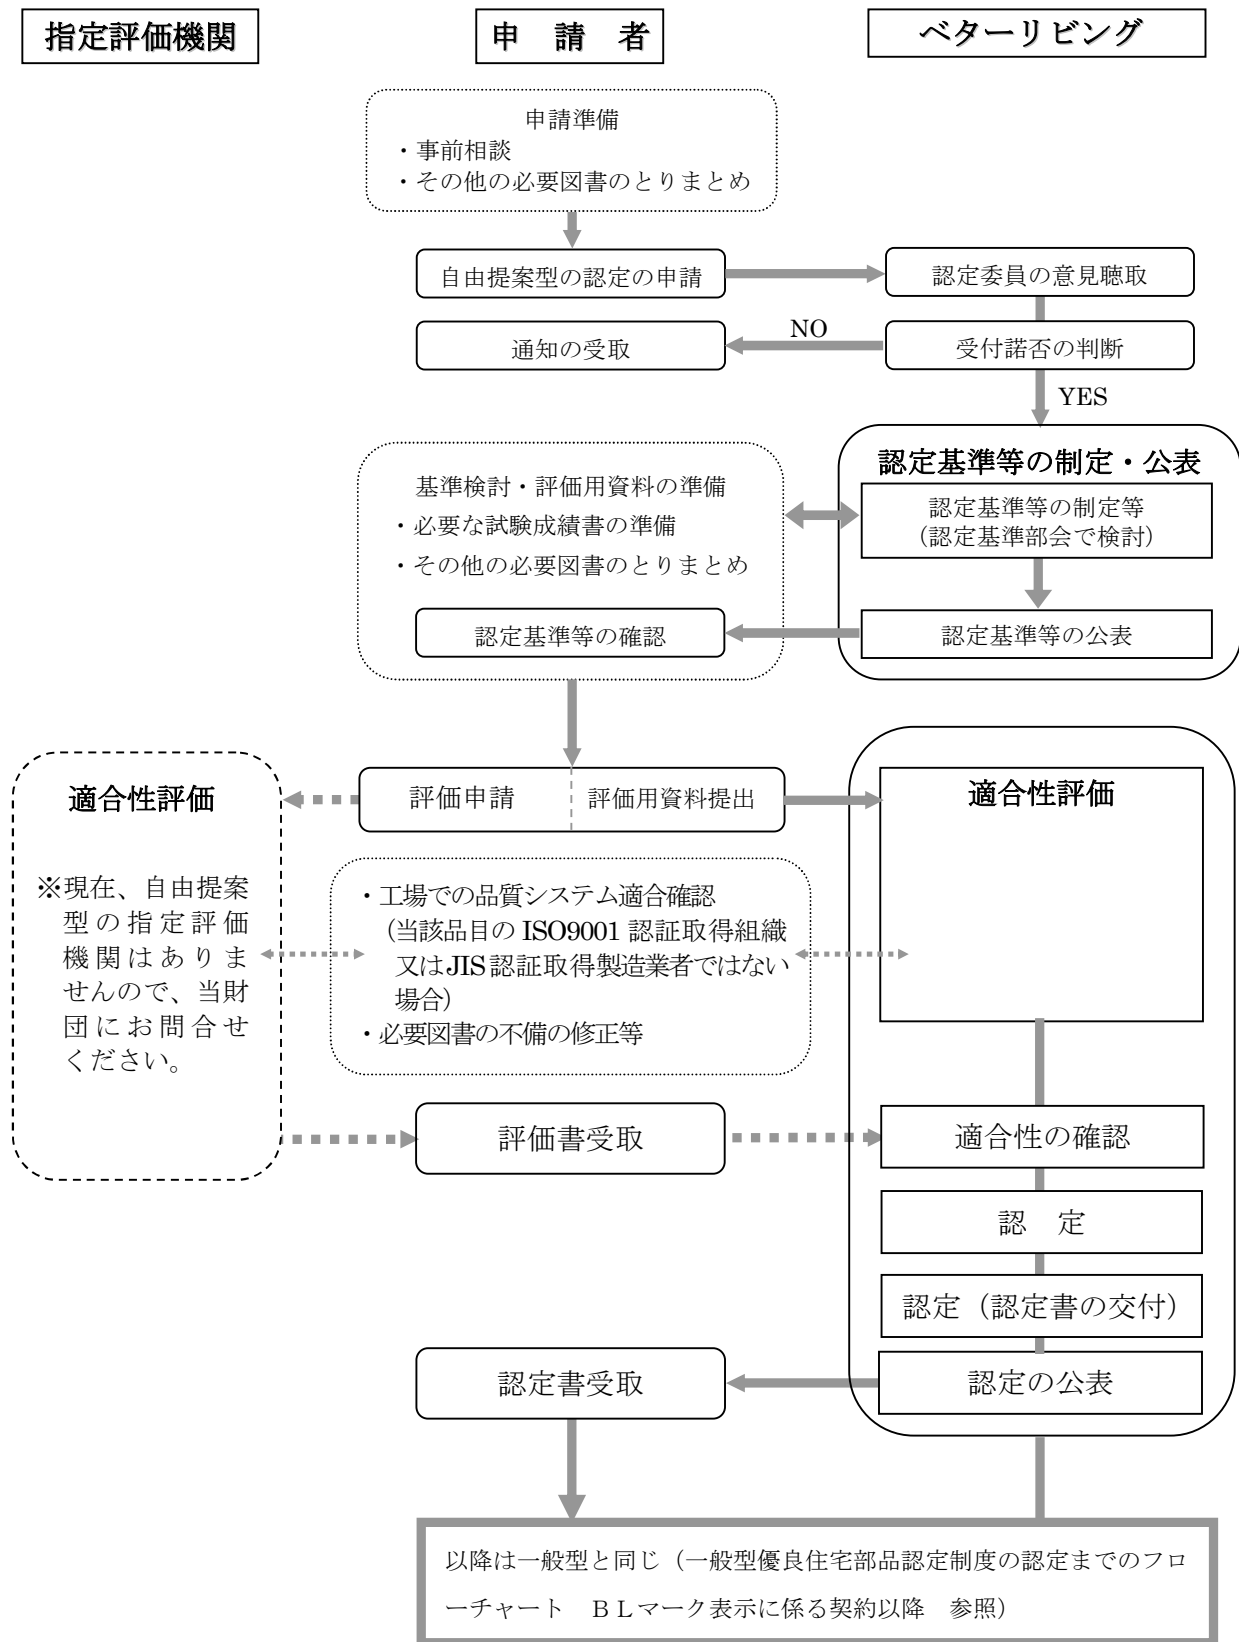 指定評価機関
申 請 者
ベターリビング
申請準備
・事前相談
・その他の必要図書のとりまとめ
自由提案型の認定の申請
認定委員の意見聴取
通知の受取
NO
受付諾否の判断
YES
基準検討・評価用資料の準備
・必要な試験成績書の準備
・その他の必要図書のとりまとめ
認定基準等の確認
認定基準等の制定・公表
認定基準等の制定等
（認定基準部会で検討）
認定基準等の公表
適合性評価
※現在、自由提案
型の指定評価
機関はありま
せんので、当財
団にお問合せ
ください。
評価申請
評価用資料提出
適合性評価
・工場での品質システム適合確認
（当該品目の ISO9001 認証取得組織
又は JIS 認証取得製造業者ではない
場合）
・必要図書の不備の修正等
評価書受取
適合性の確認
認 定
認定（認定書の交付）
認定書受取
認定の公表
以降は一般型と同じ（一般型優良住宅部品認定制度の認定までのフロ
ーチャート ＢＬマーク表示に係る契約以降 参照）